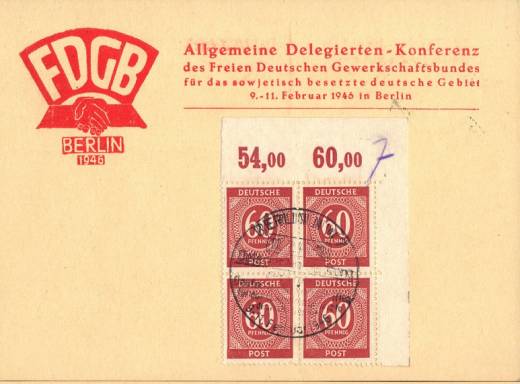 FDGB
BERLIN
1946
Allgemeine Delegierten-Konferenz
des Freien Deutschen Gewerkschaftsbundes
für das sowjetisch besetzte deutsche Gebiet
9.-11. Februar 1946 in Berlin
54,00 60,00 7
DEUTSCHE DEUTSCHE
60 60
PFENNIG PFENNIG
POST POST
DEUTSCHE DEUTSCHE
60 60
PFENNIG PFENNIG
POST POST